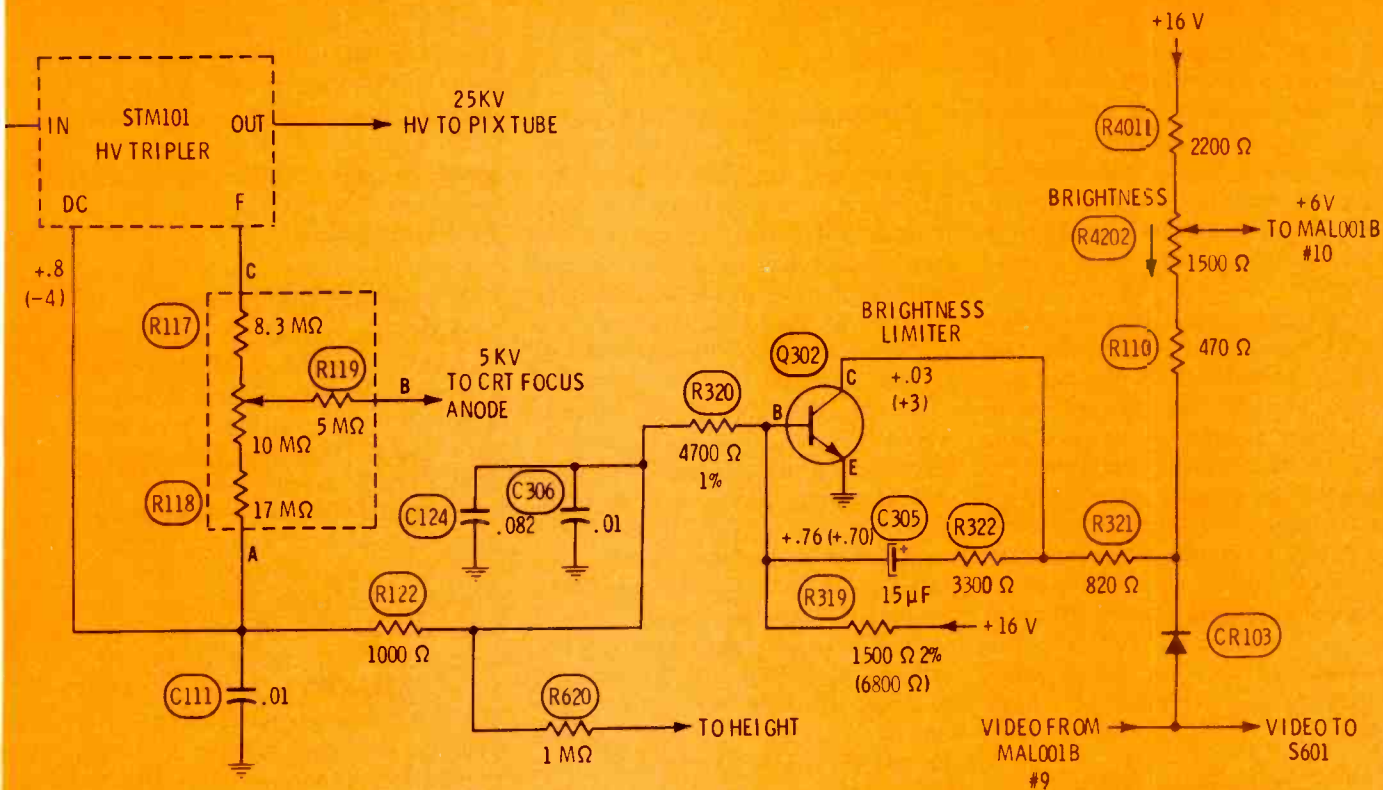 +16 V
IN
STM101
HV TRIPLER
OUT
DC
F
25KV
HV TO PIX TUBE
R4011
2200 Ω
BRIGHTNESS
R4202
1500 Ω
+6V
TO MAL001B
#10
+.8
(-4)
C
R117
8.3 MΩ
R119
5 MΩ
B
5KV
TO CRT FOCUS
ANODE
10 MΩ
R118
17 MΩ
A
BRIGHTNESS
LIMITER
Q302
C
+.03
(+3)
B
E
R110
470 Ω
R320
4700 Ω
1%
C124
.082
C306
.01
+.76 (+.70)
C305
+
15 µF
R322
3300 Ω
R321
820 Ω
R319
1500 Ω 2%
(6800 Ω)
+16 V
R122
1000 Ω
C111
.01
R620
1 MΩ
TO HEIGHT
CR103
VIDEO FROM
MAL001B
#9
VIDEO TO
S601